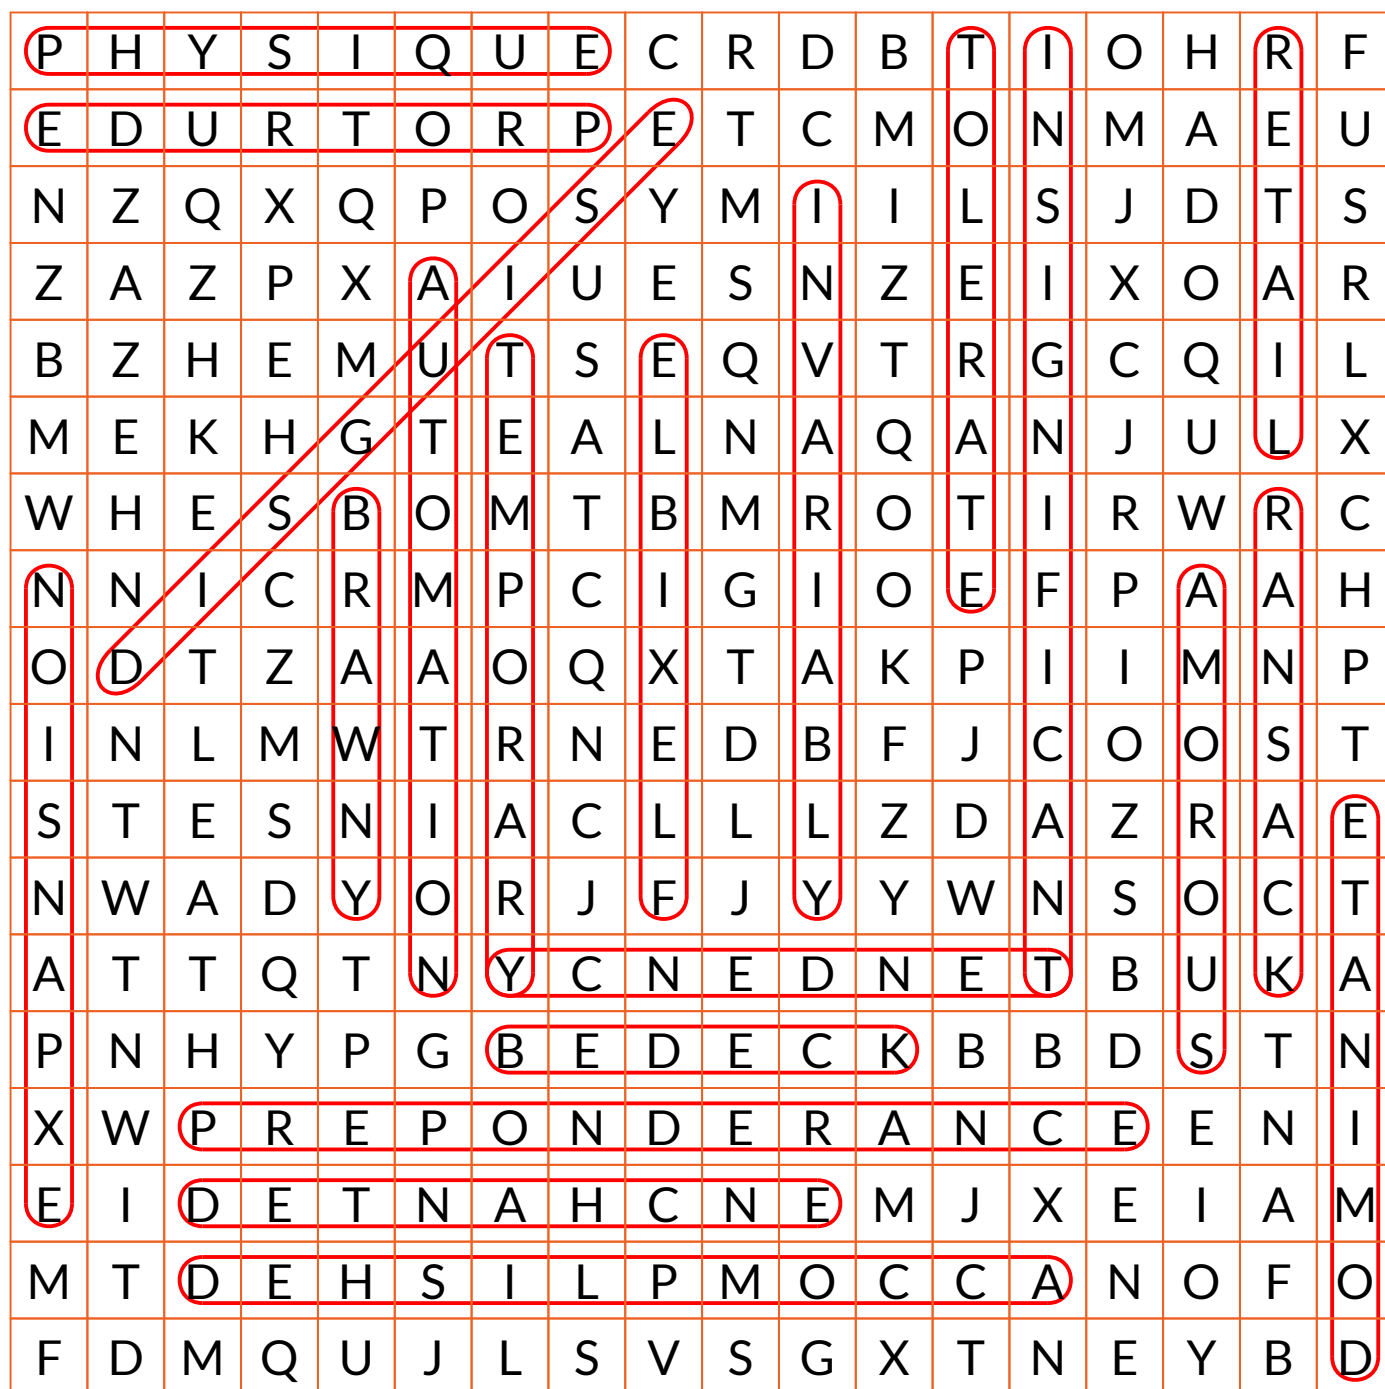 P H Y S I Q U E C R D B T I O H R F
E D U R T O R P E T C M O N M A E U
N Z Q X Q P O S Y M I I L S J D T S
Z A Z P X A I U E S N Z E I X O A R
B Z H E M U T S E Q V T R G C Q I L
M E K H G T E A L N A Q A N J U L X
W H E S B O M T B M R O T I R W R C
N N I C R M P C I G I O E F P A A H
O D T Z A A O Q X T A K P I I M N P
I N L M W T R N E D B F J C O O S T
S T E S N I A C L L L Z D A Z R A E
N W A D Y O R J F J Y Y W N S O C T
A T T Q T N Y C N E D N E T B U K A
P N H Y P G B E D E C K B B D S T N
X W P R E P O N D E R A N C E E N I
E I D E T N A H C N E M J X E I A M
M T D E H S I L P M O C C A N O F O
F D M Q U J L S V S G X T N E Y B D